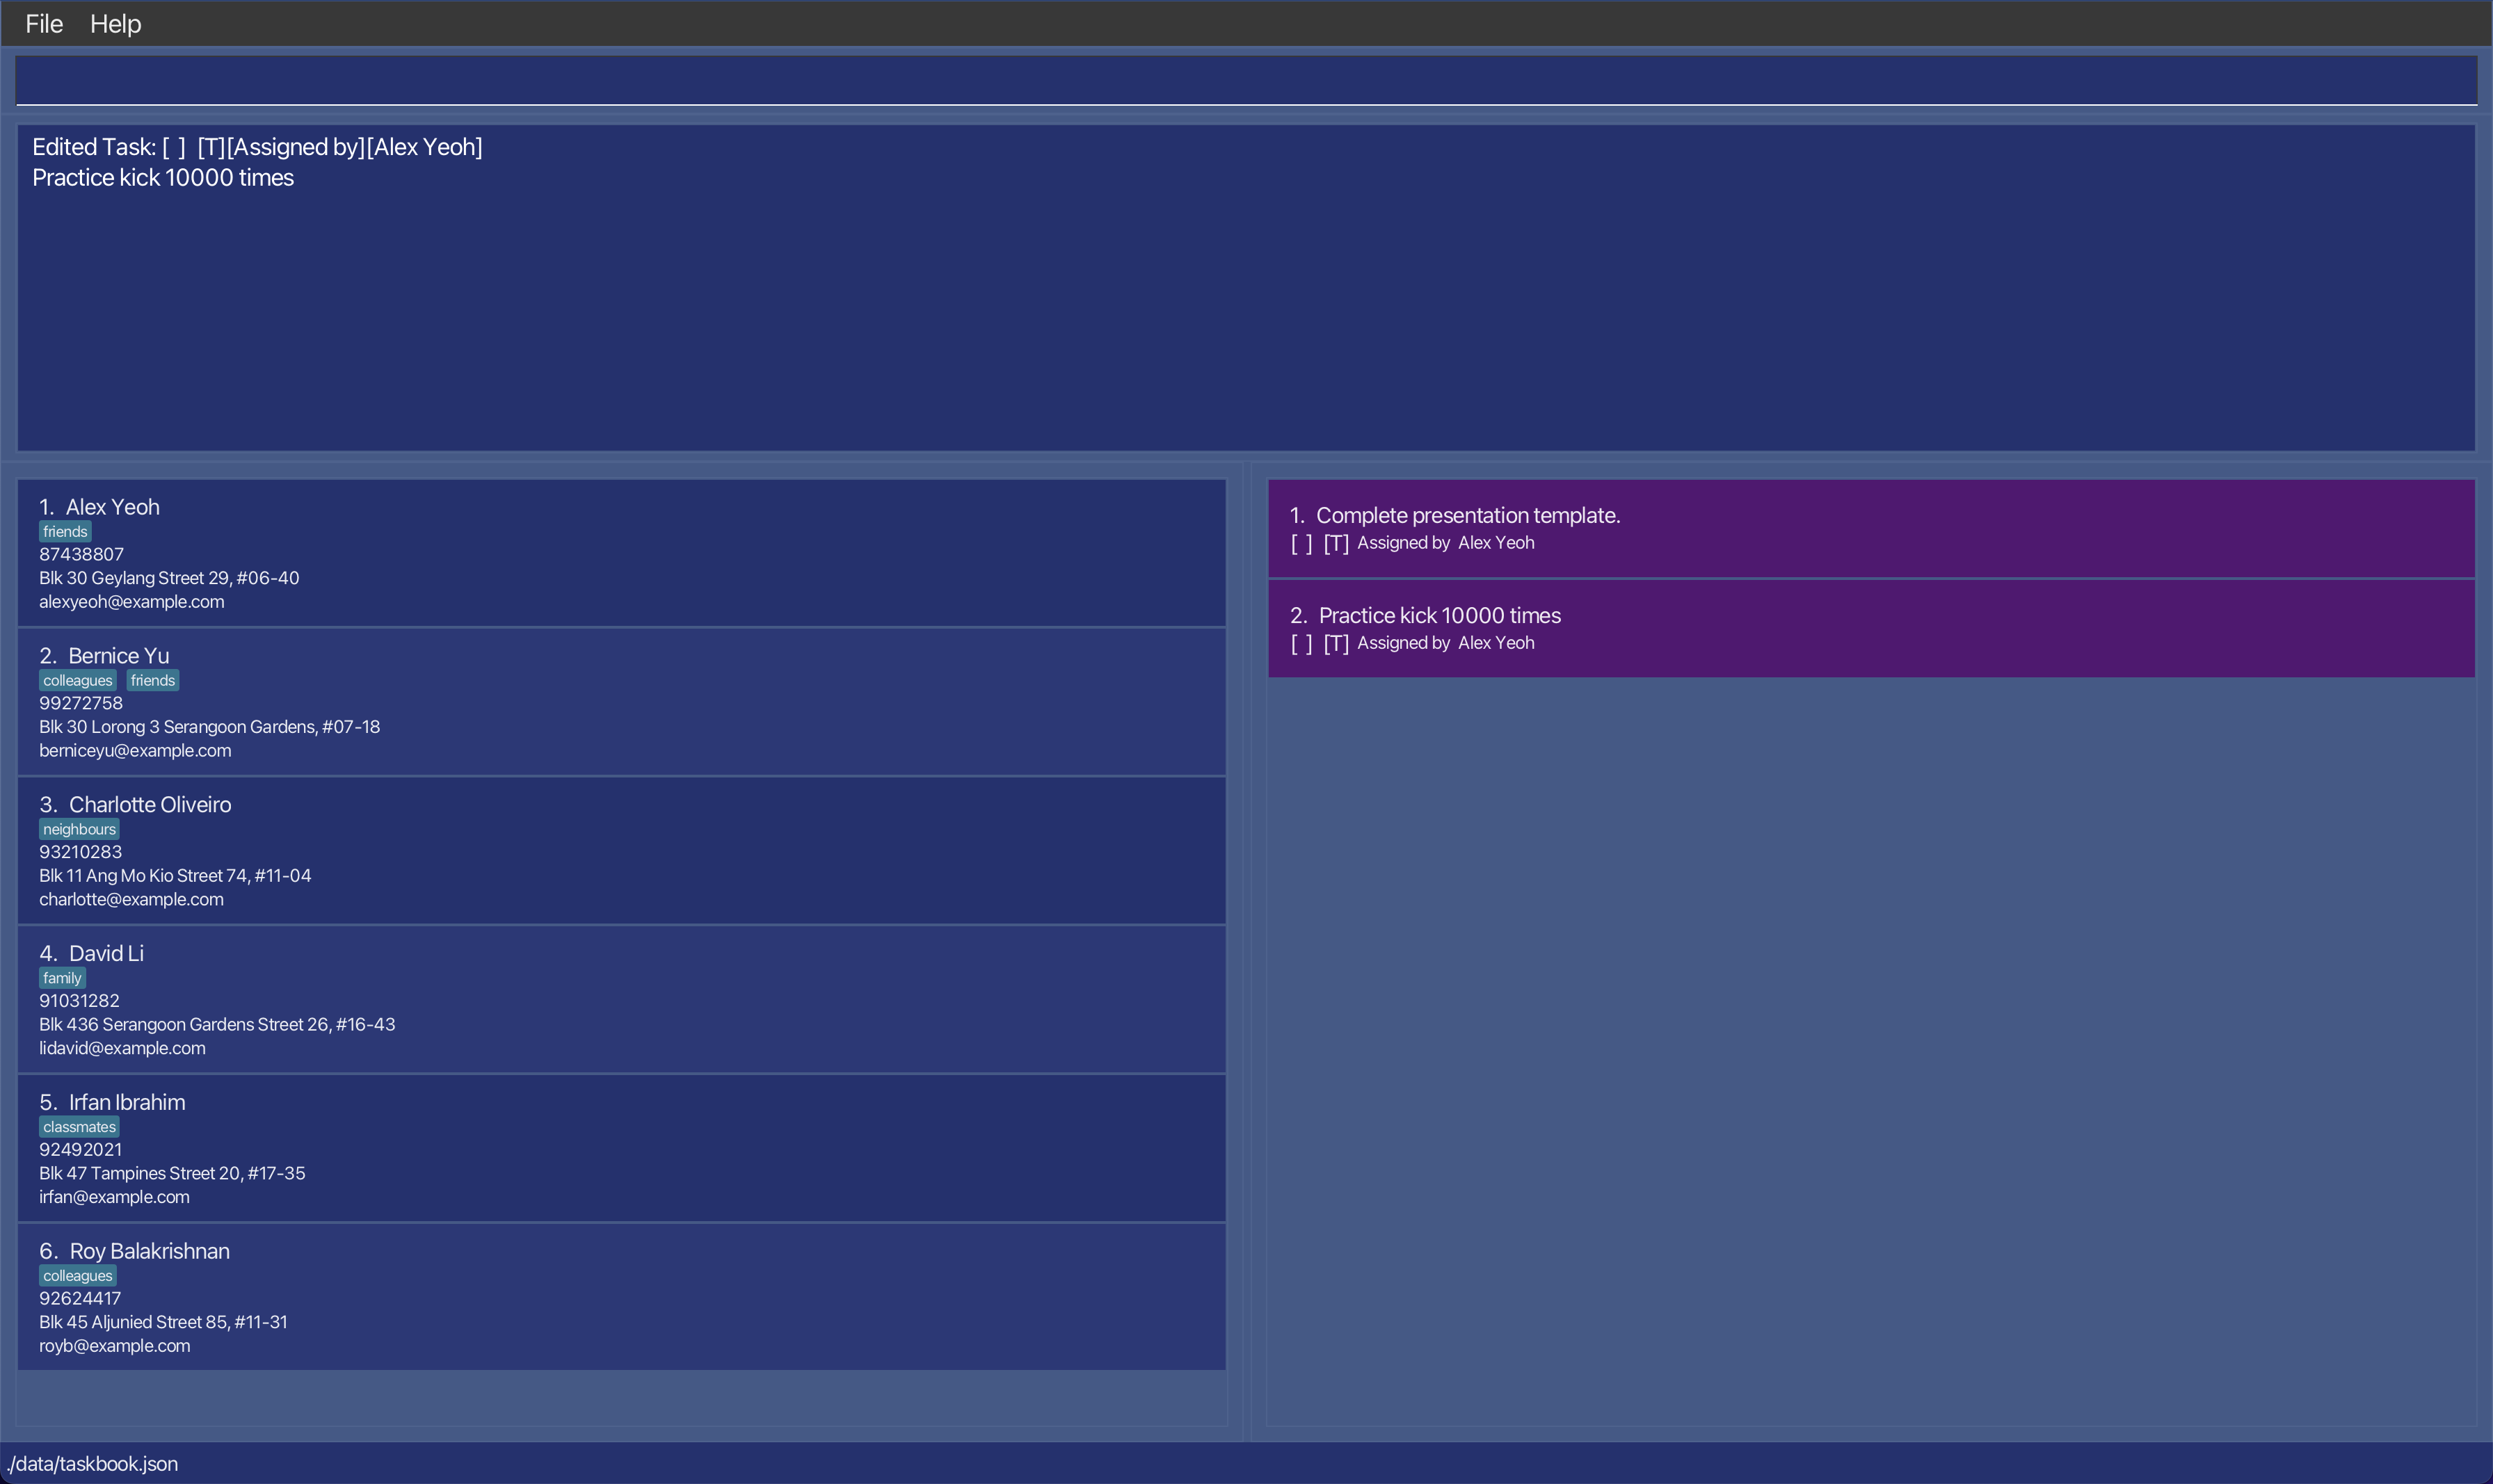 File Help
Edited Task: [ ] [T][Assigned by][Alex Yeoh]
Practice kick 10000 times
1. Alex Yeoh
friends
87438807
Blk 30 Geylang Street 29, #06-40
alexyeoh@example.com
2. Bernice Yu
colleagues friends
99272758
Blk 30 Lorong 3 Serangoon Gardens, #07-18
berniceyu@example.com
3. Charlotte Oliveiro
neighbours
93210283
Blk 11 Ang Mo Kio Street 74, #11-04
charlotte@example.com
4. David Li
family
91031282
Blk 436 Serangoon Gardens Street 26, #16-43
lidavid@example.com
5. Irfan Ibrahim
classmates
92492021
Blk 47 Tampines Street 20, #17-35
irfan@example.com
6. Roy Balakrishnan
colleagues
92624417
Blk 45 Aljunied Street 85, #11-31
royb@example.com
1. Complete presentation template.
[ ] [T] Assigned by Alex Yeoh
2. Practice kick 10000 times
[ ] [T] Assigned by Alex Yeoh
./data/taskbook.json